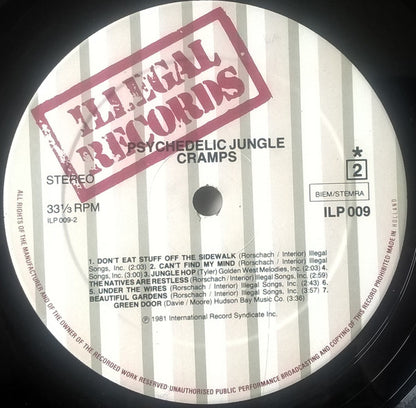 ILLEGAL
RECORDS
PSYCHEDELIC JUNGLE
CRAMPS
STEREO
33⅓ RPM
ILP 009-2
*
2
BIEM/STEMRA
ILP 009
1. DON'T EAT STUFF OFF THE SIDEWALK (Rorschach / Interior) Illegal
Songs, Inc. (2:03) 2. CAN'T FIND MY MIND (Rorschach / Interior) Illegal
Songs, Inc. (3:00) 3. JUNGLE HOP (Tyler) Golden West Melodies, Inc. (2:03) 4.
THE NATIVES ARE RESTLESS (Rorschach / Interior) Illegal Songs, Inc. (2:59)
5. UNDER THE WIRES (Rorschach / Interior) Illegal Songs, Inc. (2:43) 6.
BEAUTIFUL GARDENS (Rorschach / Interior) Illegal Songs, Inc. (3:57) 7.
GREEN DOOR (Davie / Moore) Hudson Bay Music Co. (3:36)
℗ 1981 International Record Syndicate Inc.
ALL RIGHTS OF THE MANUFACTURER AND OF THE OWNER OF THE RECORDED WORK RESERVED UNAUTHORISED PUBLIC PERFORMANCE BROADCASTING AND COPYING OF THIS RECORD PROHIBITED MADE IN HOLLAND